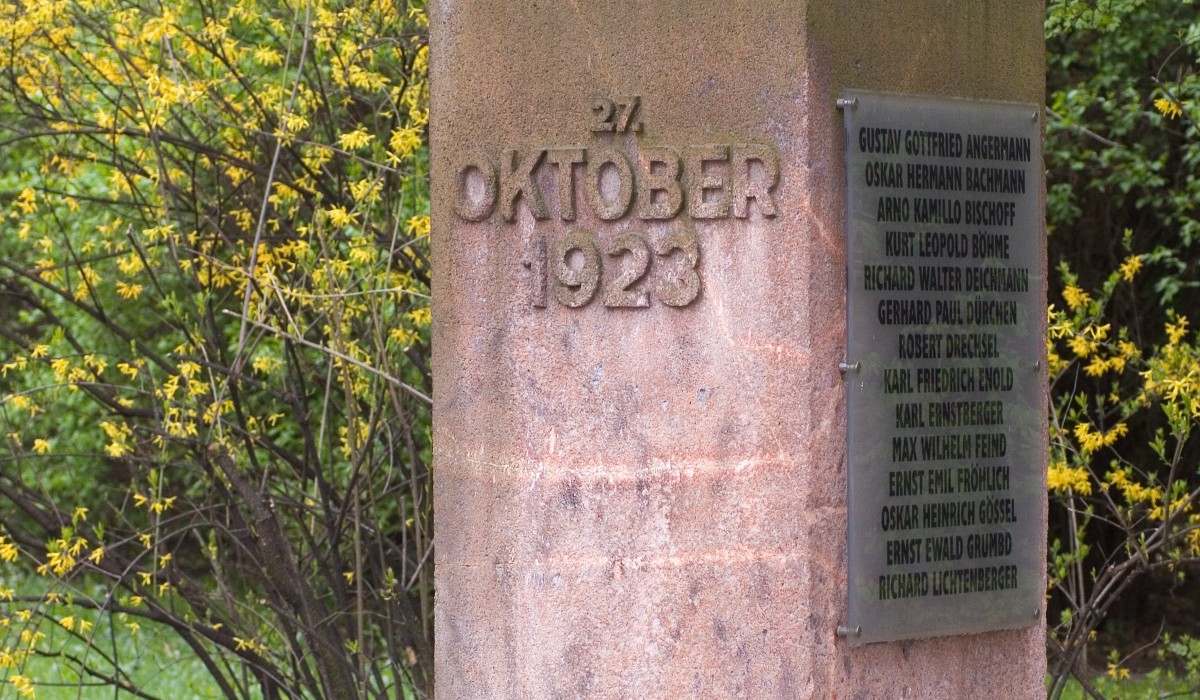 27.
OKTOBER
1923
GUSTAV GOTTFRIED ANGERMANN
OSKAR HERMANN BACHMANN
ARNO KAMILLO BISCHOFF
KURT LEOPOLD BÖHME
RICHARD WALTER DEICHMANN
GERHARD PAUL DÜRCHEN
ROBERT DRECHSEL
KARL FRIEDRICH ENOLD
KARL ERNSTBERGER
MAX WILHELM FEIND
ERNST EMIL FRÖHLICH
OSKAR HEINRICH GÖSSEL
ERNST EWALD GRUMBD
RICHARD LICHTENBERGER